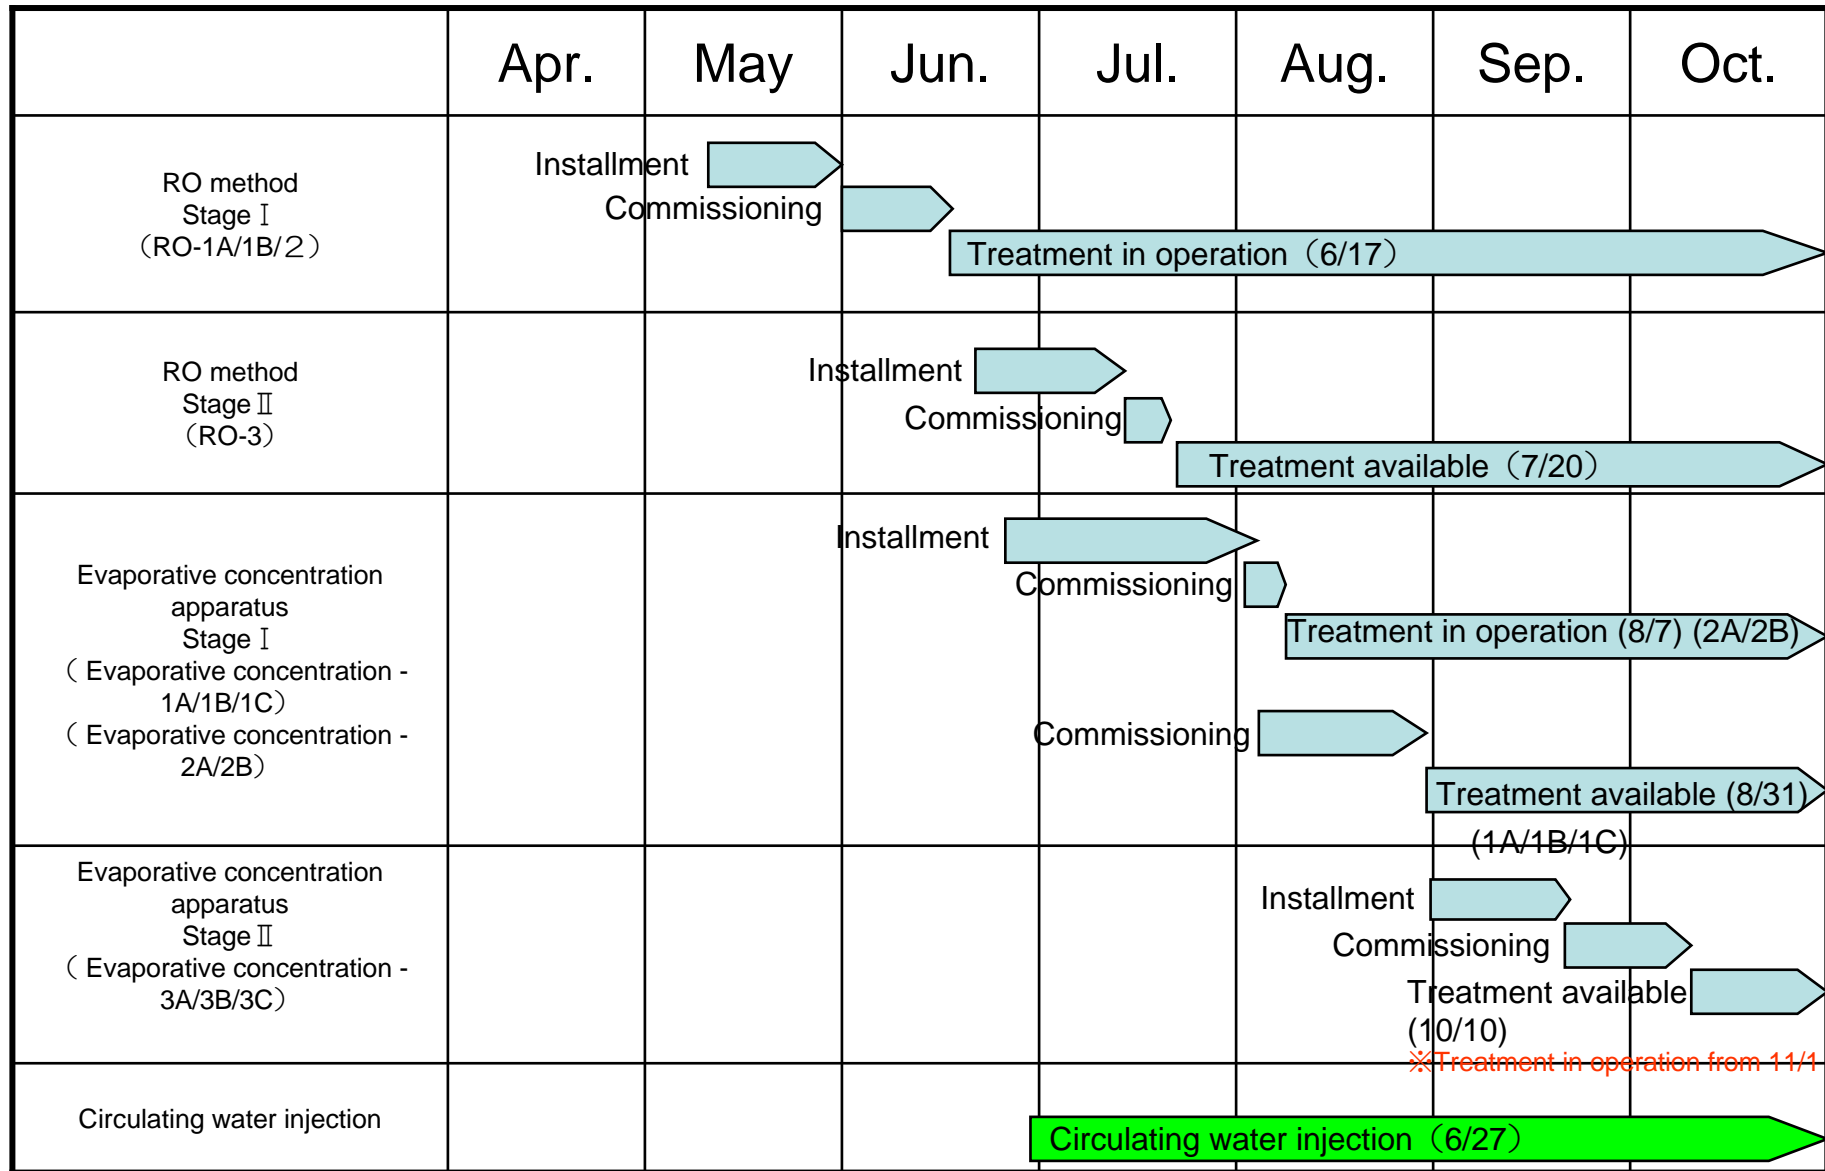 Apr. May Jun. Jul. Aug. Sep. Oct.
RO method
Stage Ⅰ
（RO-1A/1B/２）
Installment
Commissioning
Treatment in operation（6/17）
RO method
Stage Ⅱ
（RO-3）
Installment
Commissioning
Treatment available（7/20）
Evaporative concentration
apparatus
Stage Ⅰ
（ Evaporative concentration -
1A/1B/1C）
（ Evaporative concentration -
2A/2B）
Installment
Commissioning
Treatment in operation (8/7) (2A/2B)
Commissioning
Treatment available (8/31)
(1A/1B/1C)
Evaporative concentration
apparatus
Stage Ⅱ
（ Evaporative concentration -
3A/3B/3C）
Installment
Commissioning
Treatment available
(10/10)
※Treatment in operation from 11/1
Circulating water injection
Circulating water injection（6/27）